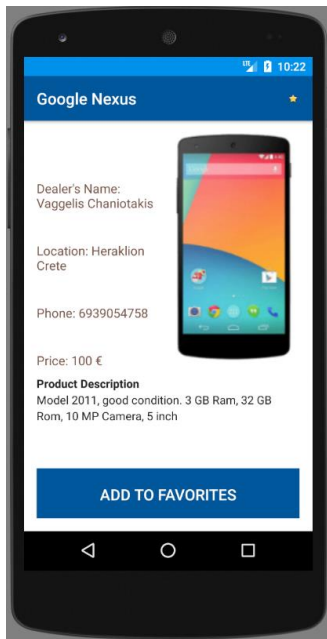 LTE 10:22
Google Nexus
Dealer's Name:
Vaggelis Chaniotakis
Location: Heraklion
Crete
Phone: 6939054758
Price: 100 €
Product Description
Model 2011, good condition. 3 GB Ram, 32 GB
Rom, 10 MP Camera, 5 inch
ADD TO FAVORITES